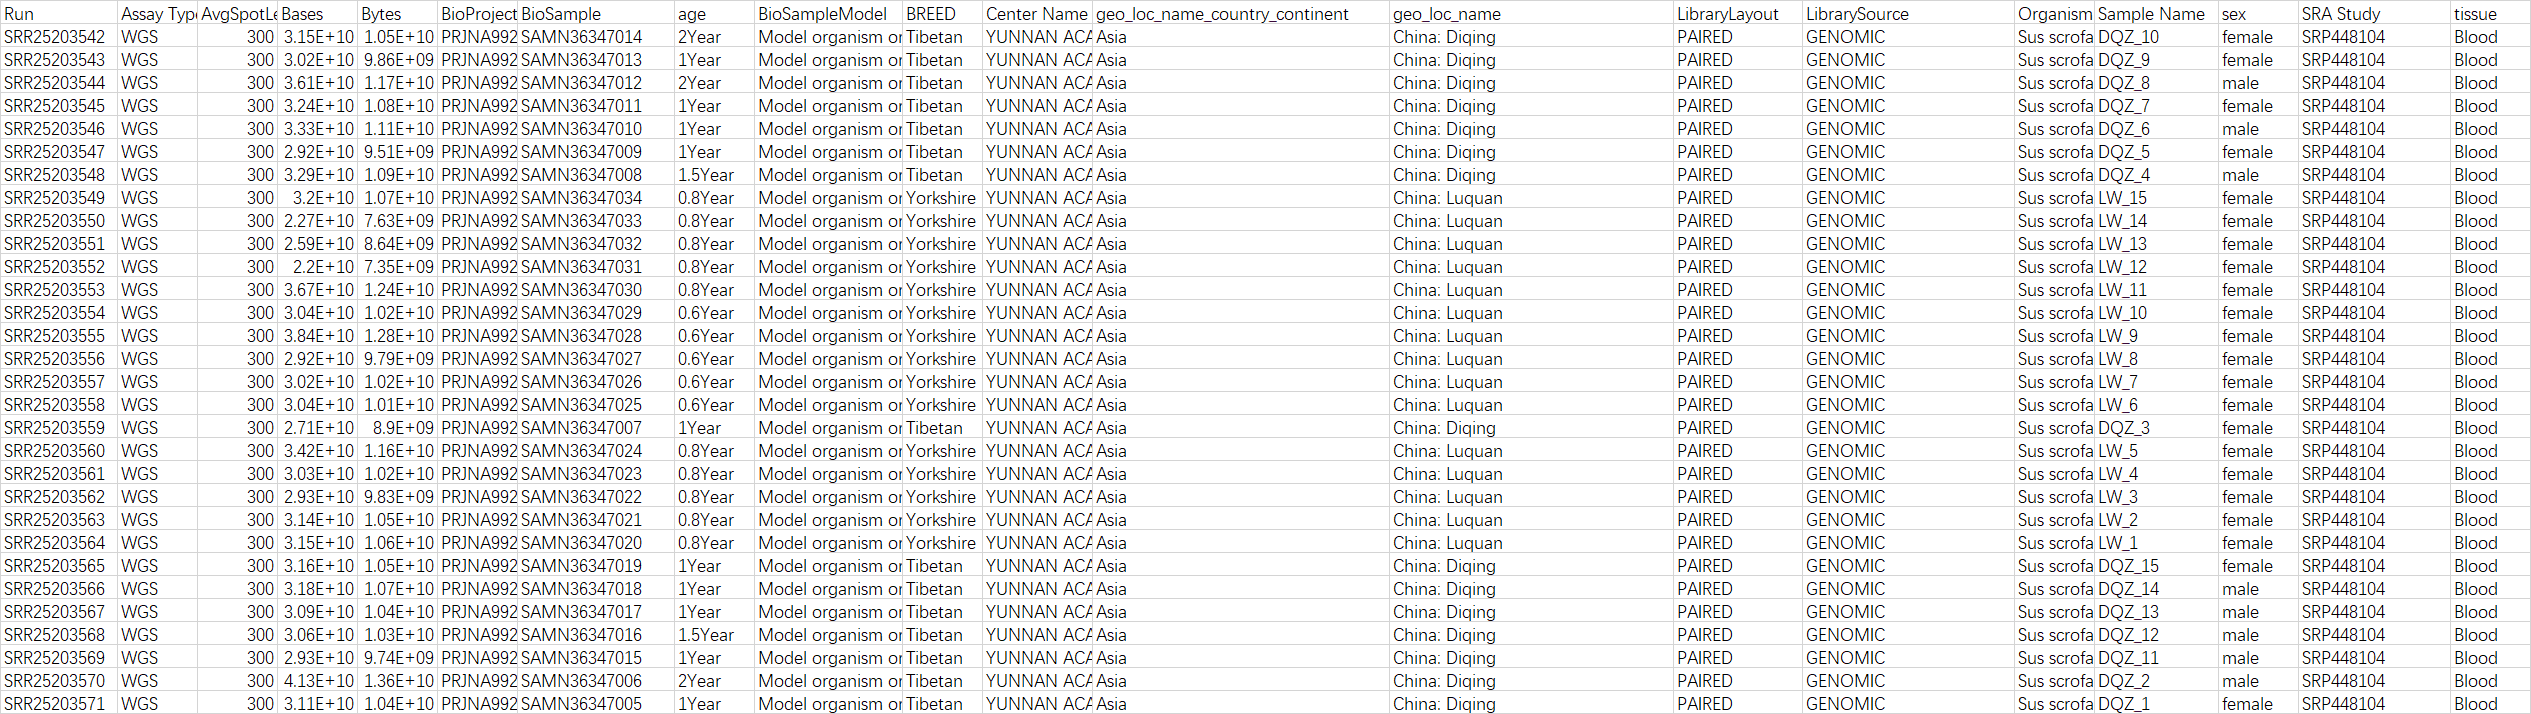 Run Assay Typ AvgSpotLe Bases Bytes BioProject BioSample age BioSampleModel BREED Center Name geo_loc_name_country_continent geo_loc_name LibraryLayout LibrarySource Organism Sample Name sex SRA Study tissue
SRR25203542 WGS 300 3.15E+10 1.05E+10 PRJNA992 SAMN36347014 2Year Model organism or Tibetan YUNNAN ACA Asia China: Diqing PAIRED GENOMIC Sus scrofa DQZ_10 female SRP448104 Blood
SRR25203543 WGS 300 3.02E+10 9.86E+09 PRJNA992 SAMN36347013 1Year Model organism or Tibetan YUNNAN ACA Asia China: Diqing PAIRED GENOMIC Sus scrofa DQZ_9 female SRP448104 Blood
SRR25203544 WGS 300 3.61E+10 1.17E+10 PRJNA992 SAMN36347012 2Year Model organism or Tibetan YUNNAN ACA Asia China: Diqing PAIRED GENOMIC Sus scrofa DQZ_8 male SRP448104 Blood
SRR25203545 WGS 300 3.24E+10 1.08E+10 PRJNA992 SAMN36347011 1Year Model organism or Tibetan YUNNAN ACA Asia China: Diqing PAIRED GENOMIC Sus scrofa DQZ_7 female SRP448104 Blood
SRR25203546 WGS 300 3.33E+10 1.11E+10 PRJNA992 SAMN36347010 1Year Model organism or Tibetan YUNNAN ACA Asia China: Diqing PAIRED GENOMIC Sus scrofa DQZ_6 male SRP448104 Blood
SRR25203547 WGS 300 2.92E+10 9.51E+09 PRJNA992 SAMN36347009 1Year Model organism or Tibetan YUNNAN ACA Asia China: Diqing PAIRED GENOMIC Sus scrofa DQZ_5 female SRP448104 Blood
SRR25203548 WGS 300 3.29E+10 1.09E+10 PRJNA992 SAMN36347008 1.5Year Model organism or Tibetan YUNNAN ACA Asia China: Diqing PAIRED GENOMIC Sus scrofa DQZ_4 male SRP448104 Blood
SRR25203549 WGS 300 3.2E+10 1.07E+10 PRJNA992 SAMN36347034 0.8Year Model organism or Yorkshire YUNNAN ACA Asia China: Luquan PAIRED GENOMIC Sus scrofa LW_15 female SRP448104 Blood
SRR25203550 WGS 300 2.27E+10 7.63E+09 PRJNA992 SAMN36347033 0.8Year Model organism or Yorkshire YUNNAN ACA Asia China: Luquan PAIRED GENOMIC Sus scrofa LW_14 female SRP448104 Blood
SRR25203551 WGS 300 2.59E+10 8.64E+09 PRJNA992 SAMN36347032 0.8Year Model organism or Yorkshire YUNNAN ACA Asia China: Luquan PAIRED GENOMIC Sus scrofa LW_13 female SRP448104 Blood
SRR25203552 WGS 300 2.2E+10 7.35E+09 PRJNA992 SAMN36347031 0.8Year Model organism or Yorkshire YUNNAN ACA Asia China: Luquan PAIRED GENOMIC Sus scrofa LW_12 female SRP448104 Blood
SRR25203553 WGS 300 3.67E+10 1.24E+10 PRJNA992 SAMN36347030 0.8Year Model organism or Yorkshire YUNNAN ACA Asia China: Luquan PAIRED GENOMIC Sus scrofa LW_11 female SRP448104 Blood
SRR25203554 WGS 300 3.04E+10 1.02E+10 PRJNA992 SAMN36347029 0.6Year Model organism or Yorkshire YUNNAN ACA Asia China: Luquan PAIRED GENOMIC Sus scrofa LW_10 female SRP448104 Blood
SRR25203555 WGS 300 3.84E+10 1.28E+10 PRJNA992 SAMN36347028 0.6Year Model organism or Yorkshire YUNNAN ACA Asia China: Luquan PAIRED GENOMIC Sus scrofa LW_9 female SRP448104 Blood
SRR25203556 WGS 300 2.92E+10 9.79E+09 PRJNA992 SAMN36347027 0.6Year Model organism or Yorkshire YUNNAN ACA Asia China: Luquan PAIRED GENOMIC Sus scrofa LW_8 female SRP448104 Blood
SRR25203557 WGS 300 3.02E+10 1.02E+10 PRJNA992 SAMN36347026 0.6Year Model organism or Yorkshire YUNNAN ACA Asia China: Luquan PAIRED GENOMIC Sus scrofa LW_7 female SRP448104 Blood
SRR25203558 WGS 300 3.04E+10 1.01E+10 PRJNA992 SAMN36347025 0.6Year Model organism or Yorkshire YUNNAN ACA Asia China: Luquan PAIRED GENOMIC Sus scrofa LW_6 female SRP448104 Blood
SRR25203559 WGS 300 2.71E+10 8.9E+09 PRJNA992 SAMN36347007 1Year Model organism or Tibetan YUNNAN ACA Asia China: Diqing PAIRED GENOMIC Sus scrofa DQZ_3 female SRP448104 Blood
SRR25203560 WGS 300 3.42E+10 1.16E+10 PRJNA992 SAMN36347024 0.8Year Model organism or Yorkshire YUNNAN ACA Asia China: Luquan PAIRED GENOMIC Sus scrofa LW_5 female SRP448104 Blood
SRR25203561 WGS 300 3.03E+10 1.02E+10 PRJNA992 SAMN36347023 0.8Year Model organism or Yorkshire YUNNAN ACA Asia China: Luquan PAIRED GENOMIC Sus scrofa LW_4 female SRP448104 Blood
SRR25203562 WGS 300 2.93E+10 9.83E+09 PRJNA992 SAMN36347022 0.8Year Model organism or Yorkshire YUNNAN ACA Asia China: Luquan PAIRED GENOMIC Sus scrofa LW_3 female SRP448104 Blood
SRR25203563 WGS 300 3.14E+10 1.05E+10 PRJNA992 SAMN36347021 0.8Year Model organism or Yorkshire YUNNAN ACA Asia China: Luquan PAIRED GENOMIC Sus scrofa LW_2 female SRP448104 Blood
SRR25203564 WGS 300 3.15E+10 1.06E+10 PRJNA992 SAMN36347020 0.8Year Model organism or Yorkshire YUNNAN ACA Asia China: Luquan PAIRED GENOMIC Sus scrofa LW_1 female SRP448104 Blood
SRR25203565 WGS 300 3.16E+10 1.05E+10 PRJNA992 SAMN36347019 1Year Model organism or Tibetan YUNNAN ACA Asia China: Diqing PAIRED GENOMIC Sus scrofa DQZ_15 female SRP448104 Blood
SRR25203566 WGS 300 3.18E+10 1.07E+10 PRJNA992 SAMN36347018 1Year Model organism or Tibetan YUNNAN ACA Asia China: Diqing PAIRED GENOMIC Sus scrofa DQZ_14 male SRP448104 Blood
SRR25203567 WGS 300 3.09E+10 1.04E+10 PRJNA992 SAMN36347017 1Year Model organism or Tibetan YUNNAN ACA Asia China: Diqing PAIRED GENOMIC Sus scrofa DQZ_13 male SRP448104 Blood
SRR25203568 WGS 300 3.06E+10 1.03E+10 PRJNA992 SAMN36347016 1.5Year Model organism or Tibetan YUNNAN ACA Asia China: Diqing PAIRED GENOMIC Sus scrofa DQZ_12 male SRP448104 Blood
SRR25203569 WGS 300 2.93E+10 9.74E+09 PRJNA992 SAMN36347015 1Year Model organism or Tibetan YUNNAN ACA Asia China: Diqing PAIRED GENOMIC Sus scrofa DQZ_11 male SRP448104 Blood
SRR25203570 WGS 300 4.13E+10 1.36E+10 PRJNA992 SAMN36347006 2Year Model organism or Tibetan YUNNAN ACA Asia China: Diqing PAIRED GENOMIC Sus scrofa DQZ_2 male SRP448104 Blood
SRR25203571 WGS 300 3.11E+10 1.04E+10 PRJNA992 SAMN36347005 1Year Model organism or Tibetan YUNNAN ACA Asia China: Diqing PAIRED GENOMIC Sus scrofa DQZ_1 female SRP448104 Blood